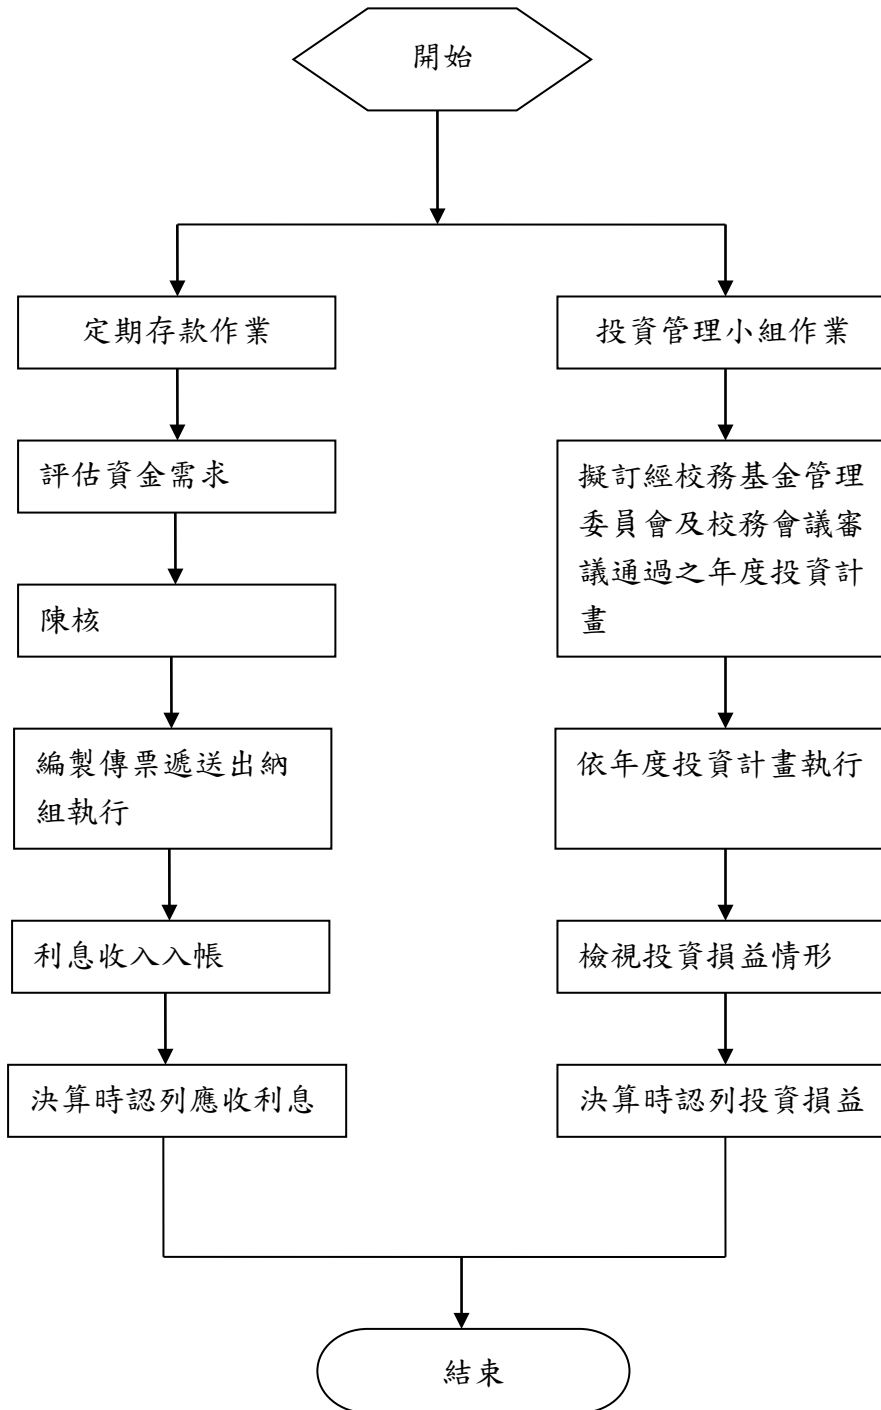 開始
定期存款作業
評估資金需求
陳核
編製傳票遞送出納
組執行
利息收入入帳
決算時認列應收利息
投資管理小組作業
擬訂經校務基金管理
委員會及校務會議審
議通過之年度投資計
畫
依年度投資計畫執行
檢視投資損益情形
決算時認列投資損益
結束